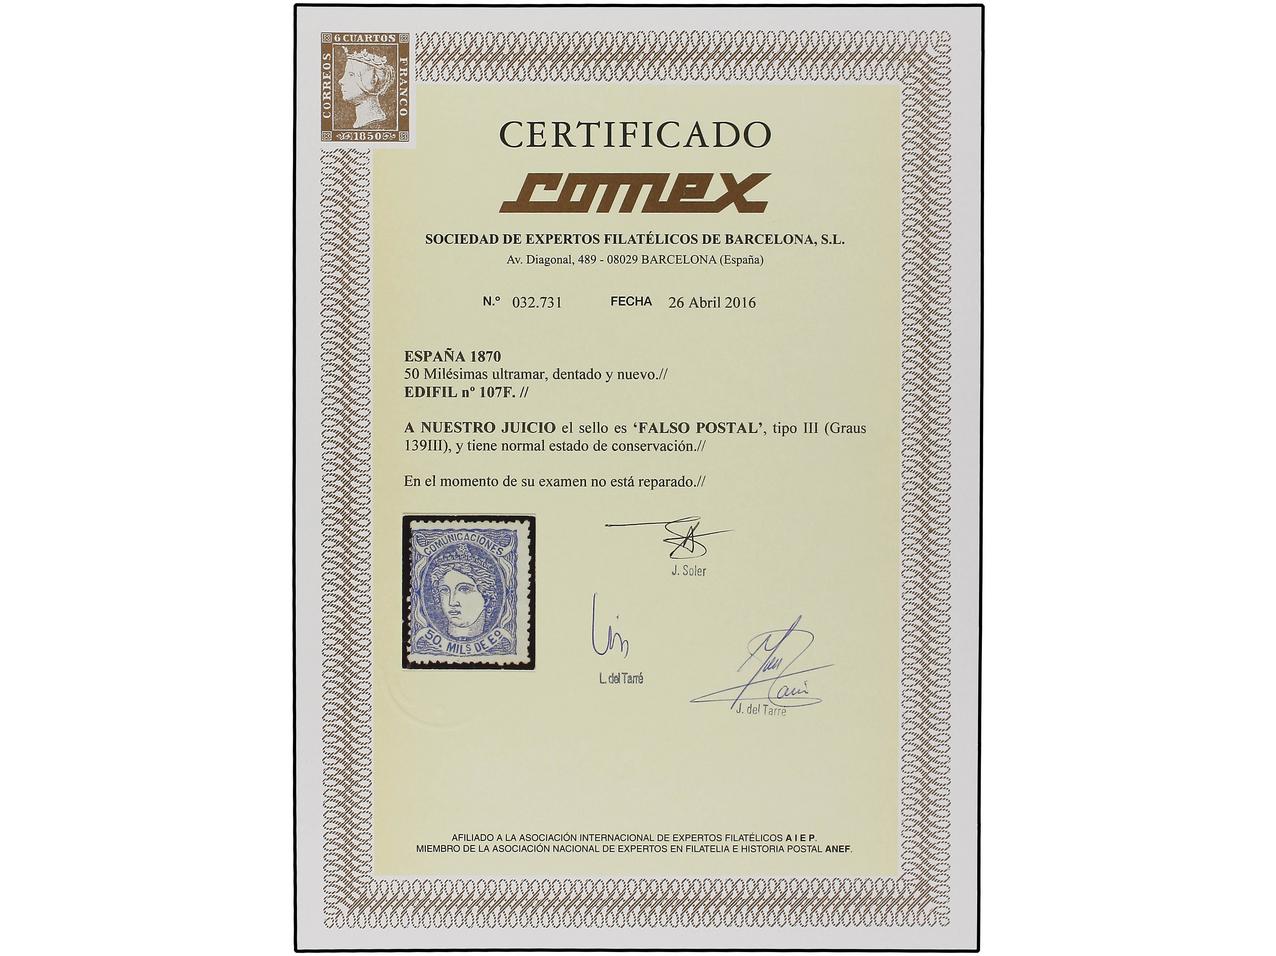 6 CUARTOS
CORREOS
FRANCO
1850
CERTIFICADO
comex
SOCIEDAD DE EXPERTOS FILATÉLICOS DE BARCELONA, S.L.
Av. Diagonal, 489 - 08029 BARCELONA (España)
N.º 032.731 FECHA 26 Abril 2016
ESPAÑA 1870
50 Milésimas ultramar, dentado y nuevo.//
EDIFIL nº 107F. //
A NUESTRO JUICIO el sello es ‘FALSO POSTAL’, tipo III (Graus
139III), y tiene normal estado de conservación.//
En el momento de su examen no está reparado.//
COMUNICACIONES
50. MILS DE Eº
J. Soler
L. del Tarré
J. del Tarré
AFILIADO A LA ASOCIACIÓN INTERNACIONAL DE EXPERTOS FILATÉLICOS A I E P.
MIEMBRO DE LA ASOCIACIÓN NACIONAL DE EXPERTOS EN FILATELIA E HISTORIA POSTAL ANEF.